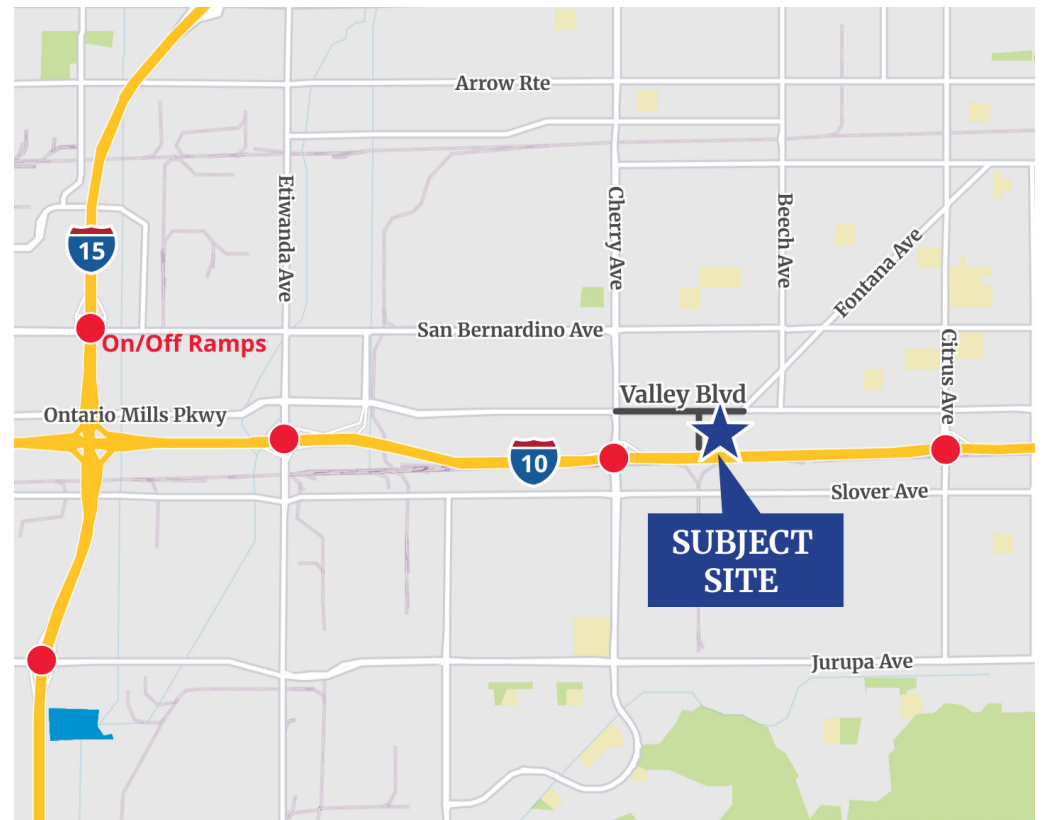 Arrow Rte
Etiwanda Ave
Cherry Ave
Beech Ave
Fontana Ave
15
San Bernardino Ave
On/Off Ramps
Citrus Ave
Valley Blvd
Ontario Mills Pkwy
10
Slover Ave
SUBJECT
SITE
Jurupa Ave